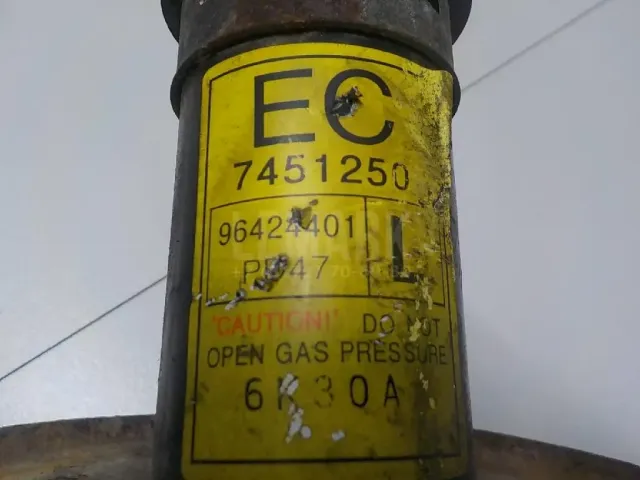 EC
7451250
96424401
L
"CAUTION!" DO NOT
OPEN GAS PRESSURE
6K30A